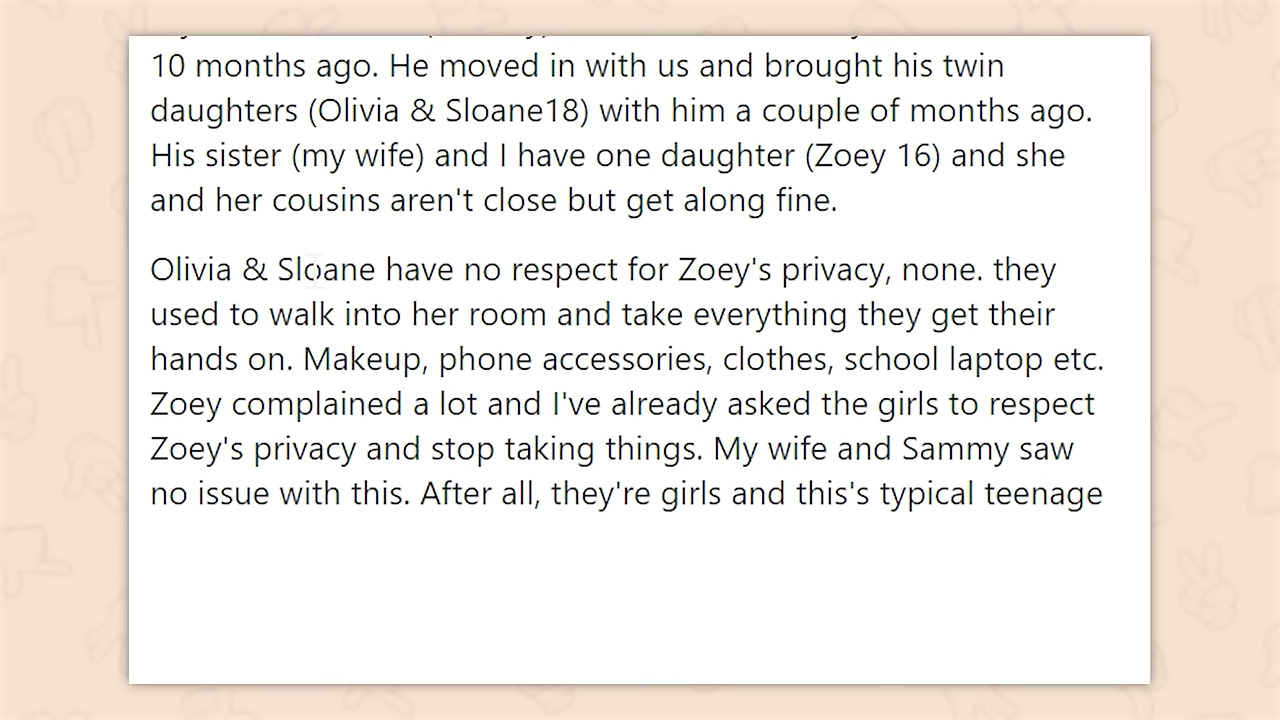 10 months ago. He moved in with us and brought his twin
daughters (Olivia & Sloane18) with him a couple of months ago.
His sister (my wife) and I have one daughter (Zoey 16) and she
and her cousins aren't close but get along fine.
Olivia & Sloane have no respect for Zoey's privacy, none. they
used to walk into her room and take everything they get their
hands on. Makeup, phone accessories, clothes, school laptop etc.
Zoey complained a lot and I've already asked the girls to respect
Zoey's privacy and stop taking things. My wife and Sammy saw
no issue with this. After all, they're girls and this's typical teenage